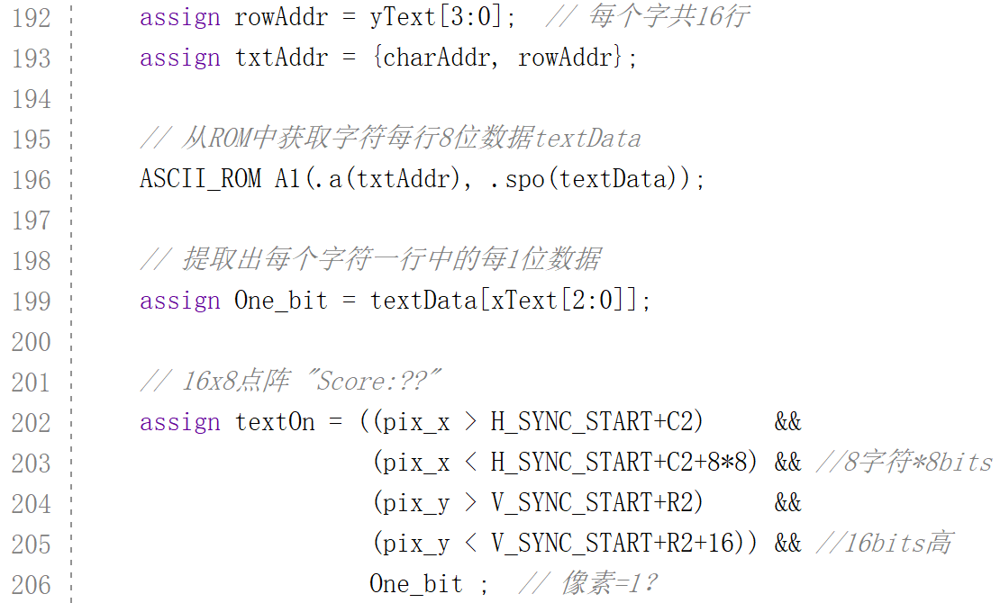 192 assign rowAddr = yText[3:0];  // 每个字共16行
193 assign txtAddr = {charAddr, rowAddr};
194
195 // 从ROM中获取字符每行8位数据textData
196 ASCII_ROM A1(.a(txtAddr), .spo(textData));
197
198 // 提取出每个字符一行中的每1位数据
199 assign One_bit = textData[xText[2:0]];
200
201 // 16x8点阵 "Score:??"
202 assign textOn = ((pix_x > H_SYNC_START+C2)     &&
203 (pix_x < H_SYNC_START+C2+8*8) && //8字符*8bits
204 (pix_y > V_SYNC_START+R2)     &&
205 (pix_y < V_SYNC_START+R2+16)) && //16bits高
206 One_bit ;  // 像素=1?